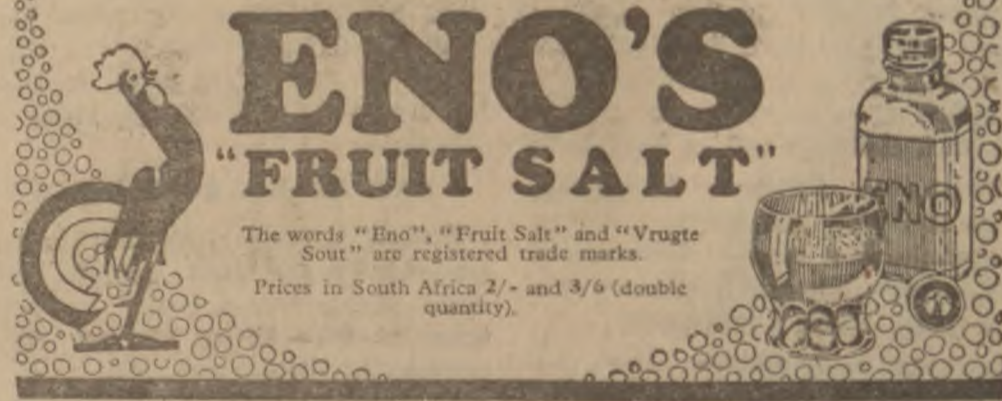 ENO'S
"FRUIT SALT"
The words "Eno", "Fruit Salt" and "Vrugte
Sout" are registered trade marks.
Prices in South Africa 2/- and 3/6 (double
quantity).
ENO